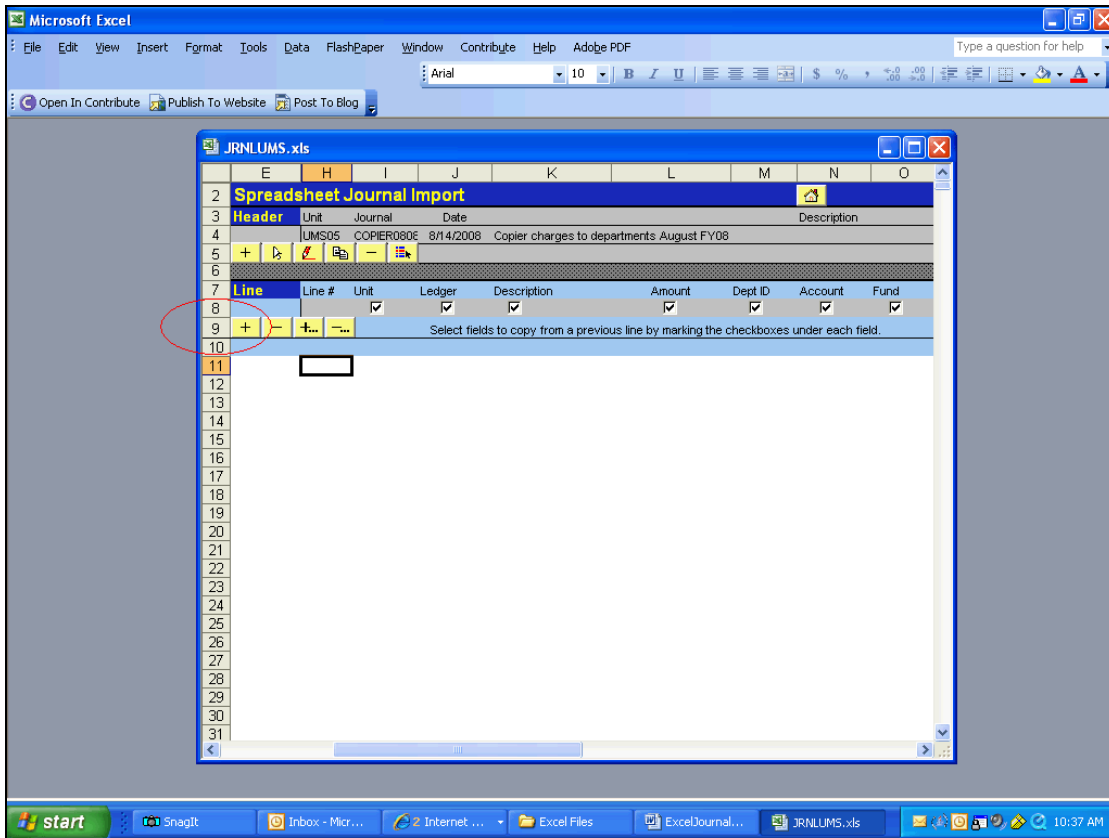 Microsoft Excel
File Edit View Insert Format Tools Data FlashPaper Window Contribute Help Adobe PDF Type a question for help
Arial 10 B I U $ % , .0 .00 .00 .0 A
Open In Contribute Publish To Website Post To Blog
JRNLUMS.xls
E H I J K L M N O
2 Spreadsheet Journal Import
3 Header Unit Journal Date Description
4 UMS05 COPIER0808 8/14/2008 Copier charges to departments August FY08
5 + −
6
7 Line Line # Unit Ledger Description Amount Dept ID Account Fund
8
9 + − +... −... Select fields to copy from a previous line by marking the checkboxes under each field.
10
11
12
13
14
15
16
17
18
19
20
21
22
23
24
25
26
27
28
29
30
31
start SnagIt Inbox - Micr... 2 Internet ... Excel Files ExcelJournal... JRNLUMS.xls 10:37 AM